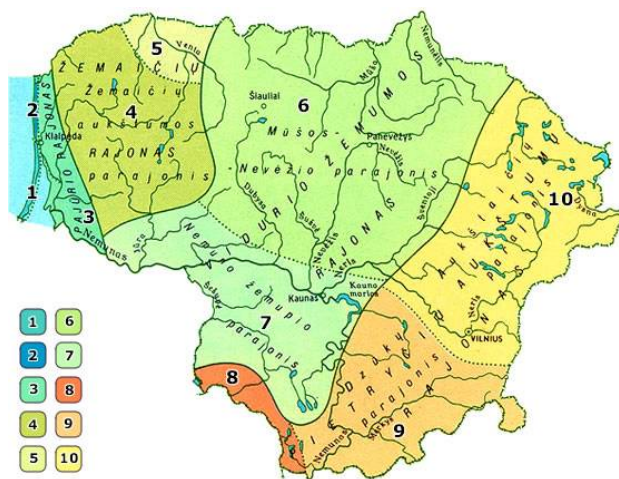 5
Venta
Mūša
Nemunėlis
ŽEMAIČIŲ
2
Žemaičių
4
aukštumos
RAJONAS
parajonis
Klaipėda
PAJŪRIO RAJONAS
1
3
Šiauliai
6
Mūšos-
Nevėžio parajonis
Panevėžys
Nevėžis
VIDURIO ŽEMUMOS
RAJONAS
Dubysa
Šušvė
Nevėžis
Neris
Šventoji
Nemunas
Jūra
Nemuno žemupio
parajonis
Šešupė
Kaunas
Kauno
marios
7
10
Dysna
Aukštaičių
parajonis
Neris
VILNIUS
8
Dzūkų
parajonis
PIETRYČIŲ
AUKŠTUMŲ
RAJONAS
Nemunas
Merkys
9
1 6
2 7
3 8
4 9
5 10